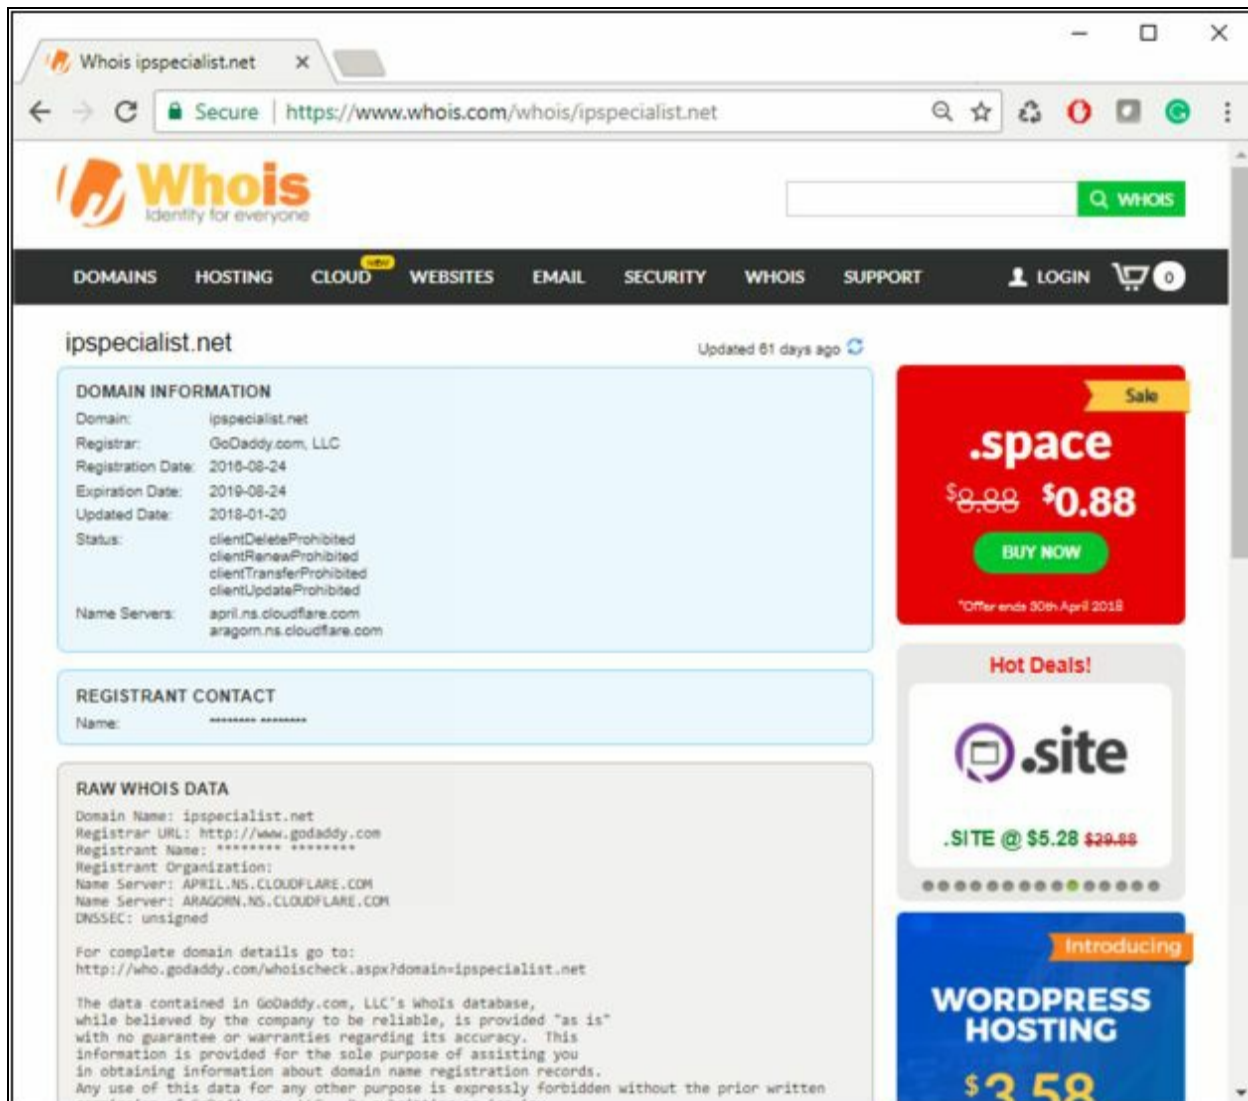 Whois ipspecialist.net
Secure | https://www.whois.com/whois/ipspecialist.net
Whois
Identity for everyone
WHOIS
DOMAINS HOSTING CLOUD NEW WEBSITES EMAIL SECURITY WHOIS SUPPORT LOGIN 0
ipspecialist.net
Updated 61 days ago
DOMAIN INFORMATION
Domain: ipspecialist.net
Registrar: GoDaddy.com, LLC
Registration Date: 2016-08-24
Expiration Date: 2019-08-24
Updated Date: 2018-01-20
Status: clientDeleteProhibited
clientRenewProhibited
clientTransferProhibited
clientUpdateProhibited
Name Servers: april.ns.cloudflare.com
aragorn.ns.cloudflare.com
REGISTRANT CONTACT
Name: ******** ********
RAW WHOIS DATA
Domain Name: ipspecialist.net
Registrar URL: http://www.godaddy.com
Registrant Name: ******** ********
Registrant Organization:
Name Server: APRIL.NS.CLOUDFLARE.COM
Name Server: ARAGORN.NS.CLOUDFLARE.COM
DNSSEC: unsigned
For complete domain details go to:
http://who.godaddy.com/whoischeck.aspx?domain=ipspecialist.net
The data contained in GoDaddy.com, LLC's WhoIs database,
while believed by the company to be reliable, is provided "as is"
with no guarantee or warranties regarding its accuracy. This
information is provided for the sole purpose of assisting you
in obtaining information about domain name registration records.
Any use of this data for any other purpose is expressly forbidden without the prior written
Sale
.space
$8.88 $0.88
BUY NOW
*Offer ends 30th April 2018
Hot Deals!
.site
.SITE @ $5.28 $29.88
Introducing
WORDPRESS
HOSTING
$3.58